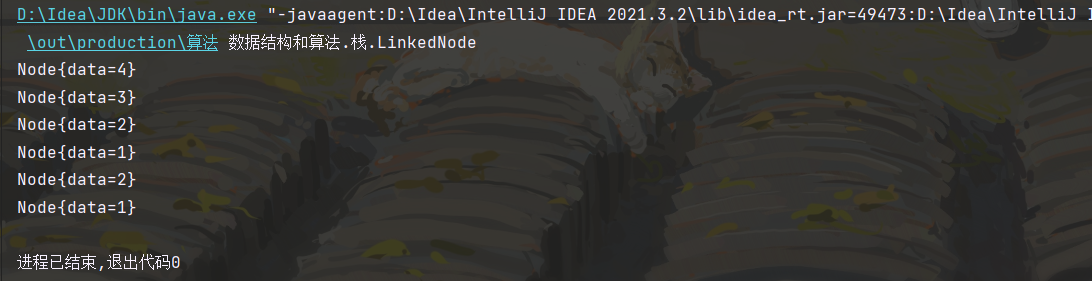 D:\Idea\JDK\bin\java.exe "-javaagent:D:\Idea\IntelliJ IDEA 2021.3.2\lib\idea_rt.jar=49473:D:\Idea\IntelliJ I
\out\production\算法 数据结构和算法.栈.LinkedNode
Node{data=4}
Node{data=3}
Node{data=2}
Node{data=1}
Node{data=2}
Node{data=1}
进程已结束,退出代码0